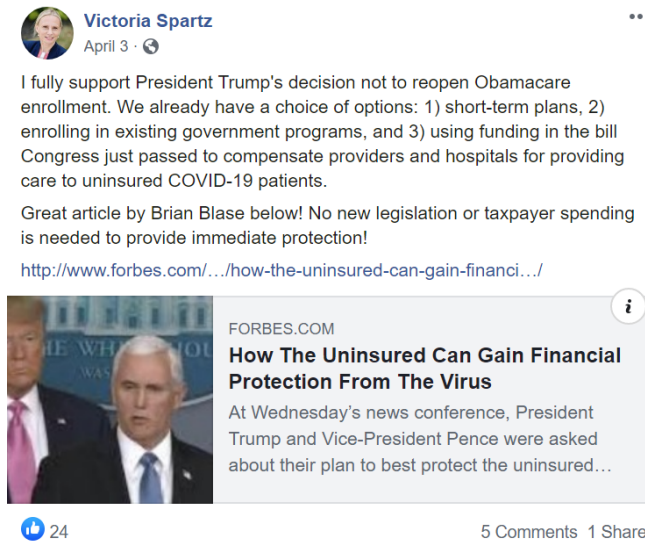 Victoria Spartz
April 3 ·
I fully support President Trump's decision not to reopen Obamacare
enrollment. We already have a choice of options: 1) short-term plans, 2)
enrolling in existing government programs, and 3) using funding in the bill
Congress just passed to compensate providers and hospitals for providing
care to uninsured COVID-19 patients.
Great article by Brian Blase below! No new legislation or taxpayer spending
is needed to provide immediate protection!
http://www.forbes.com/…/how-the-uninsured-can-gain-financi…/
HE WH HOU
WAS
i
FORBES.COM
How The Uninsured Can Gain Financial
Protection From The Virus
At Wednesday's news conference, President
Trump and Vice-President Pence were asked
about their plan to best protect the uninsured…
24
5 Comments 1 Share